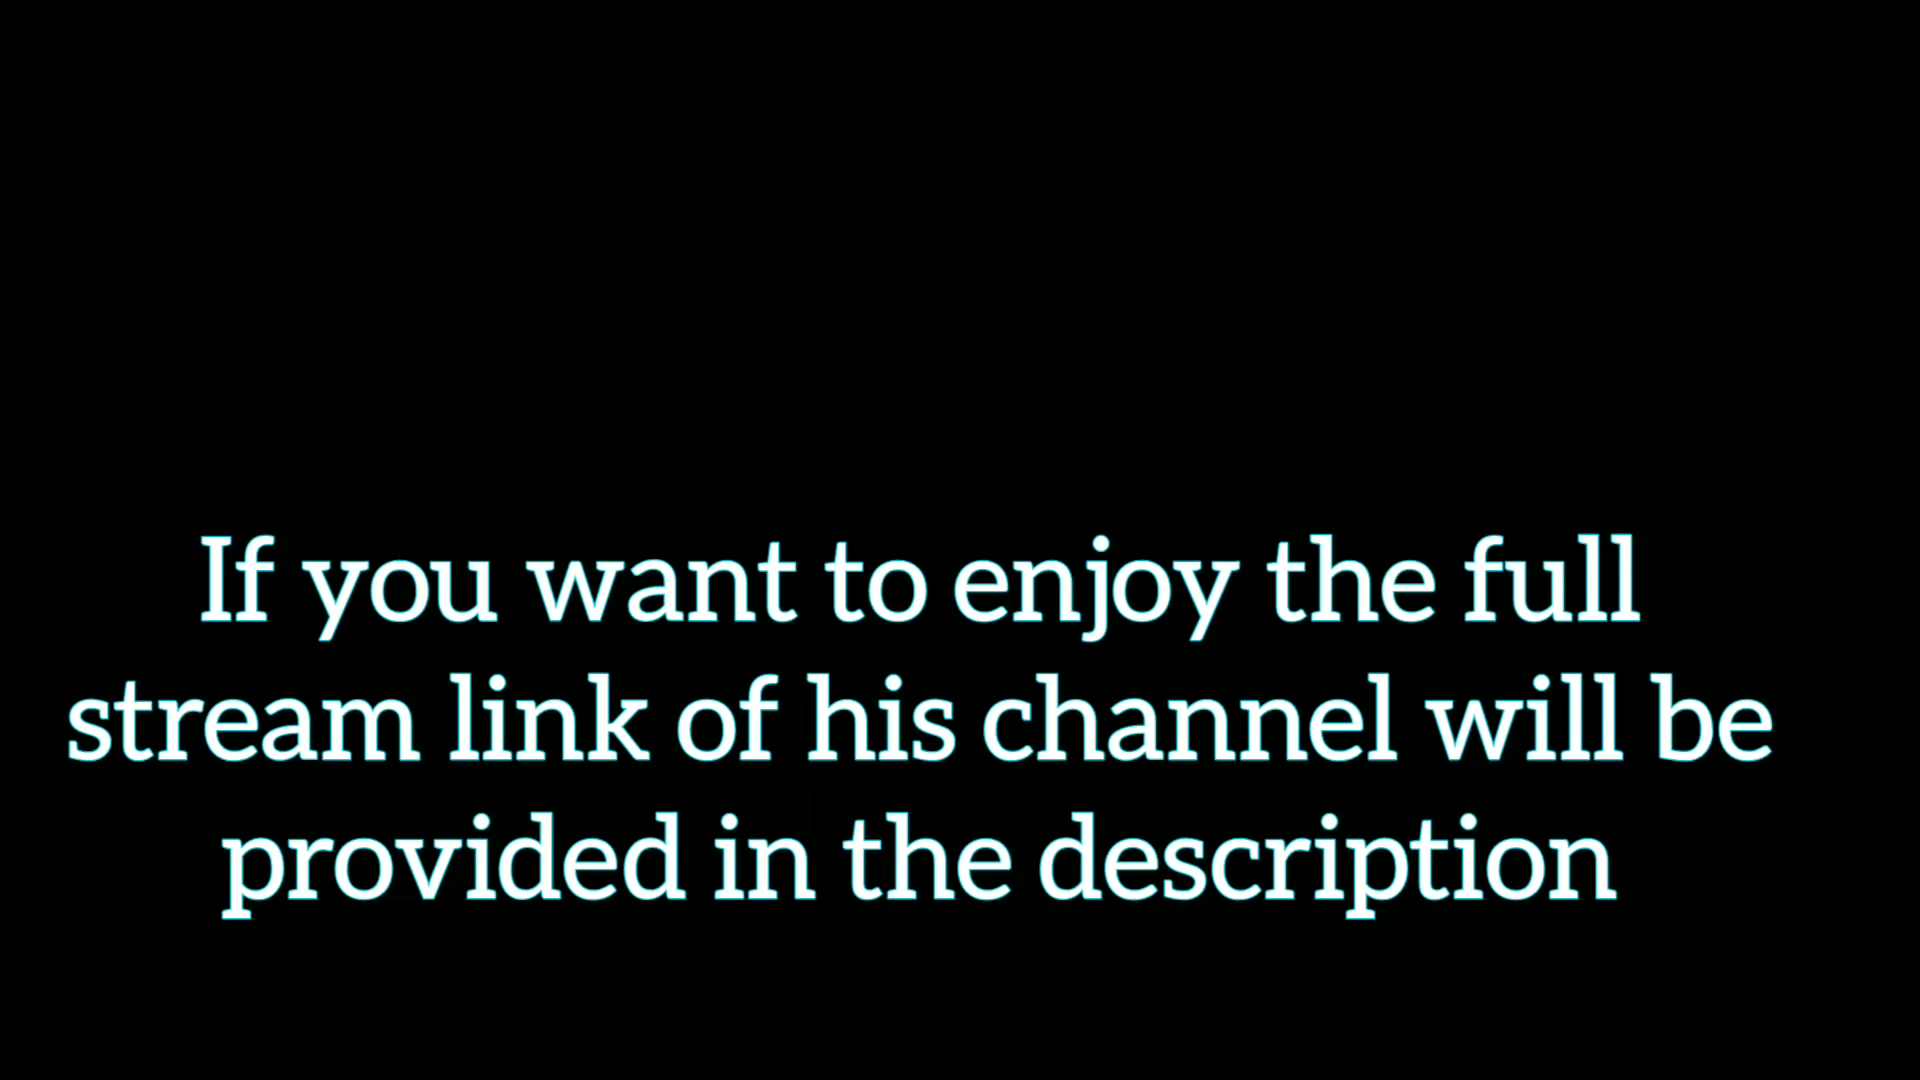 If you want to enjoy the full
stream link of his channel will be
provided in the description